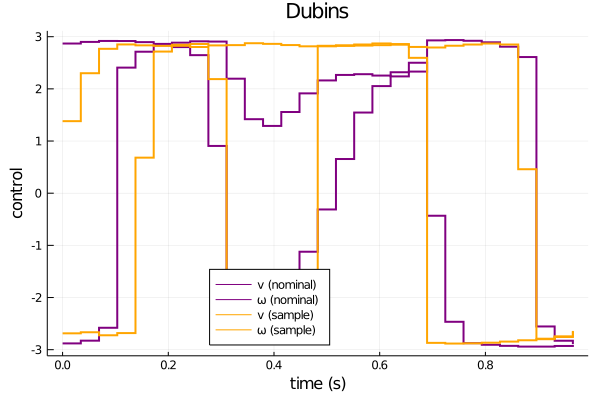 Dubins
control
3
2
1
0
-1
-2
-3
v (nominal)
ω (nominal)
v (sample)
ω (sample)
0.0 0.2 0.4 0.6 0.8
time (s)